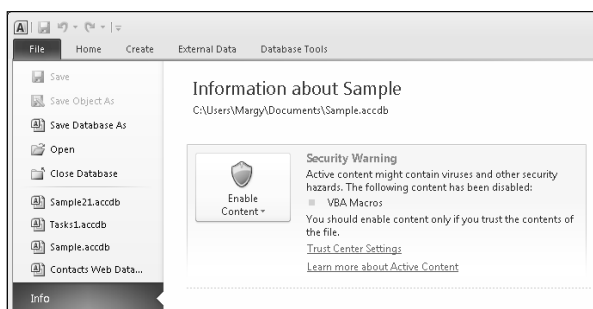 A
File Home Create External Data Database Tools
Save
Save Object As
Save Database As
Open
Close Database
Sample21.accdb
Tasks1.accdb
Sample.accdb
Contacts Web Data...
Info
Information about Sample
C:\Users\Margy\Documents\Sample.accdb
Enable
Content
Security Warning
Active content might contain viruses and other security
hazards. The following content has been disabled:
VBA Macros
You should enable content only if you trust the contents of
the file.
Trust Center Settings
Learn more about Active Content